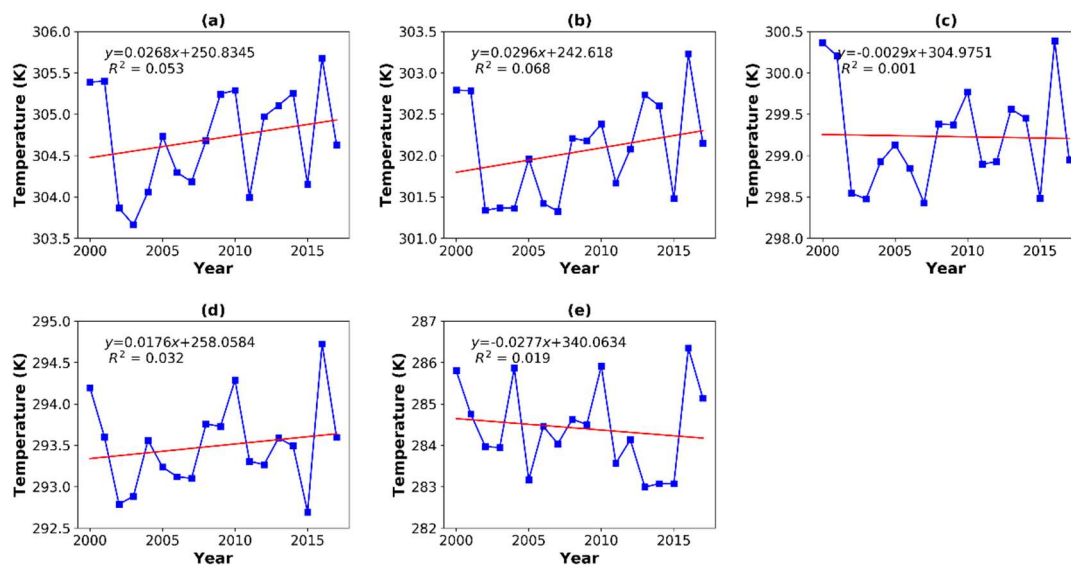 (a)
y=0.0268x+250.8345
R² = 0.053
306.0
305.5
305.0
304.5
304.0
303.5
Temperature (K)
2000 2005 2010 2015
Year
(b)
y=0.0296x+242.618
R² = 0.068
303.5
303.0
302.5
302.0
301.5
301.0
Temperature (K)
2000 2005 2010 2015
Year
(c)
y=-0.0029x+304.9751
R² = 0.001
300.5
300.0
299.5
299.0
298.5
298.0
Temperature (K)
2000 2005 2010 2015
Year
(d)
y=0.0176x+258.0584
R² = 0.032
295.0
294.5
294.0
293.5
293.0
292.5
Temperature (K)
2000 2005 2010 2015
Year
(e)
y=-0.0277x+340.0634
R² = 0.019
287
286
285
284
283
282
Temperature (K)
2000 2005 2010 2015
Year